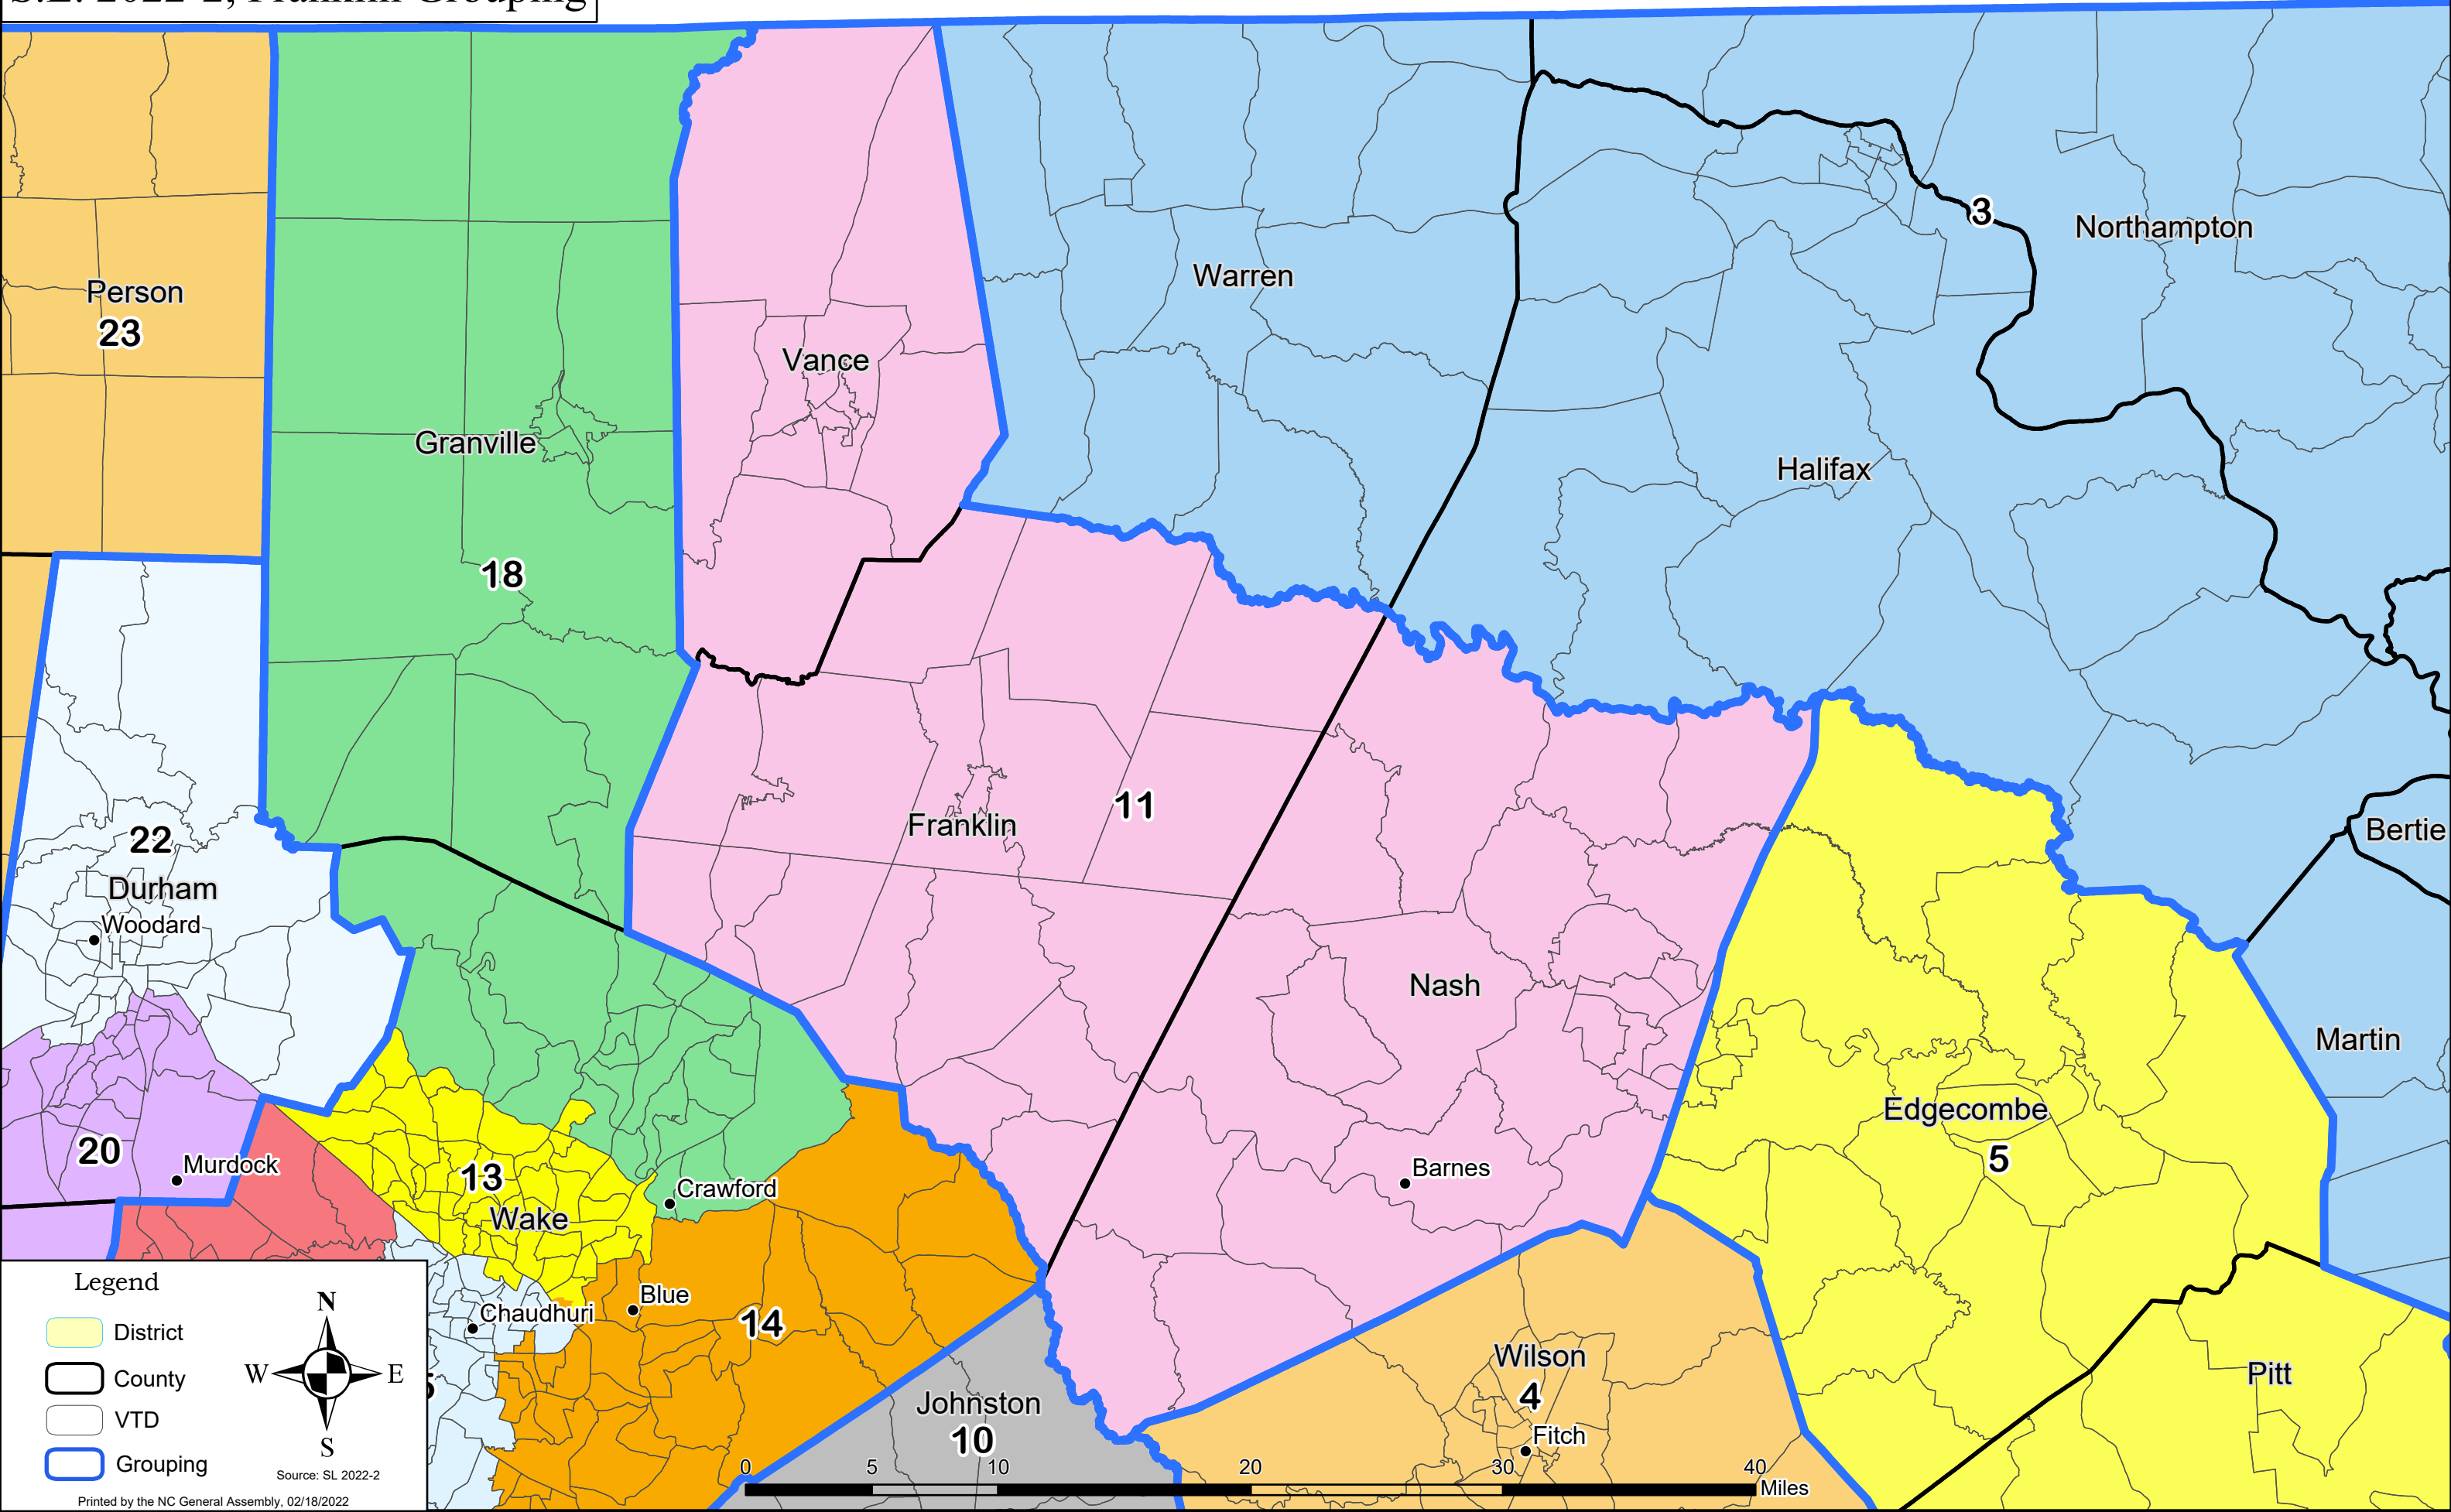 S.L. 2022-2, Franklin Grouping
3
Northampton
Warren
Person
23
Vance
Granville
Halifax
18
11
Franklin
22
Durham
Woodard
Bertie
Nash
Martin
Edgecombe
5
20
Murdock
13
Wake
Crawford
Barnes
Blue
Chaudhuri
14
Wilson
4
Fitch
Pitt
Johnston
10
Legend
District
County
VTD
Grouping
N
W E
S
Source: SL 2022-2
Printed by the NC General Assembly, 02/18/2022
0 5 10 20 30 40
Miles